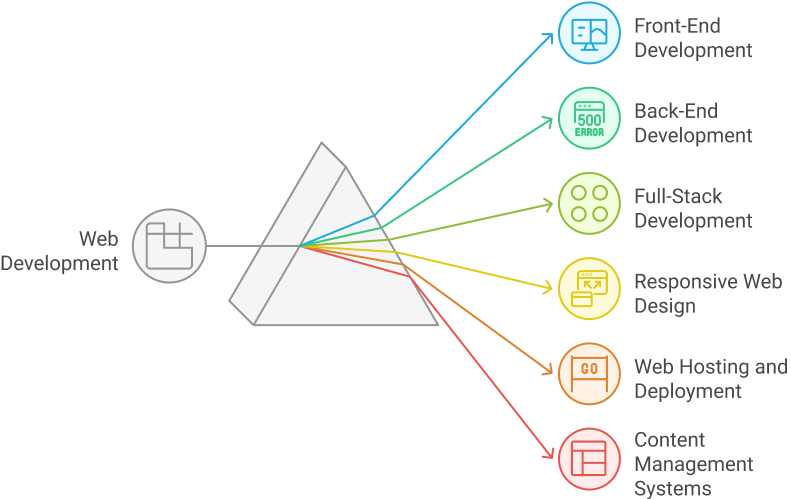 Web
Development
Front-End
Development
500
ERROR
Back-End
Development
Full-Stack
Development
Responsive Web
Design
GO
Web Hosting and
Deployment
Content
Management
Systems